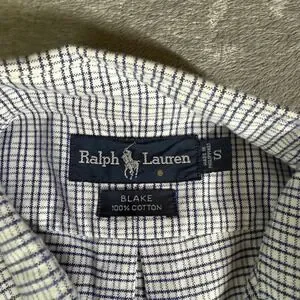 Ralph Lauren
S
BLAKE
100% COTTON